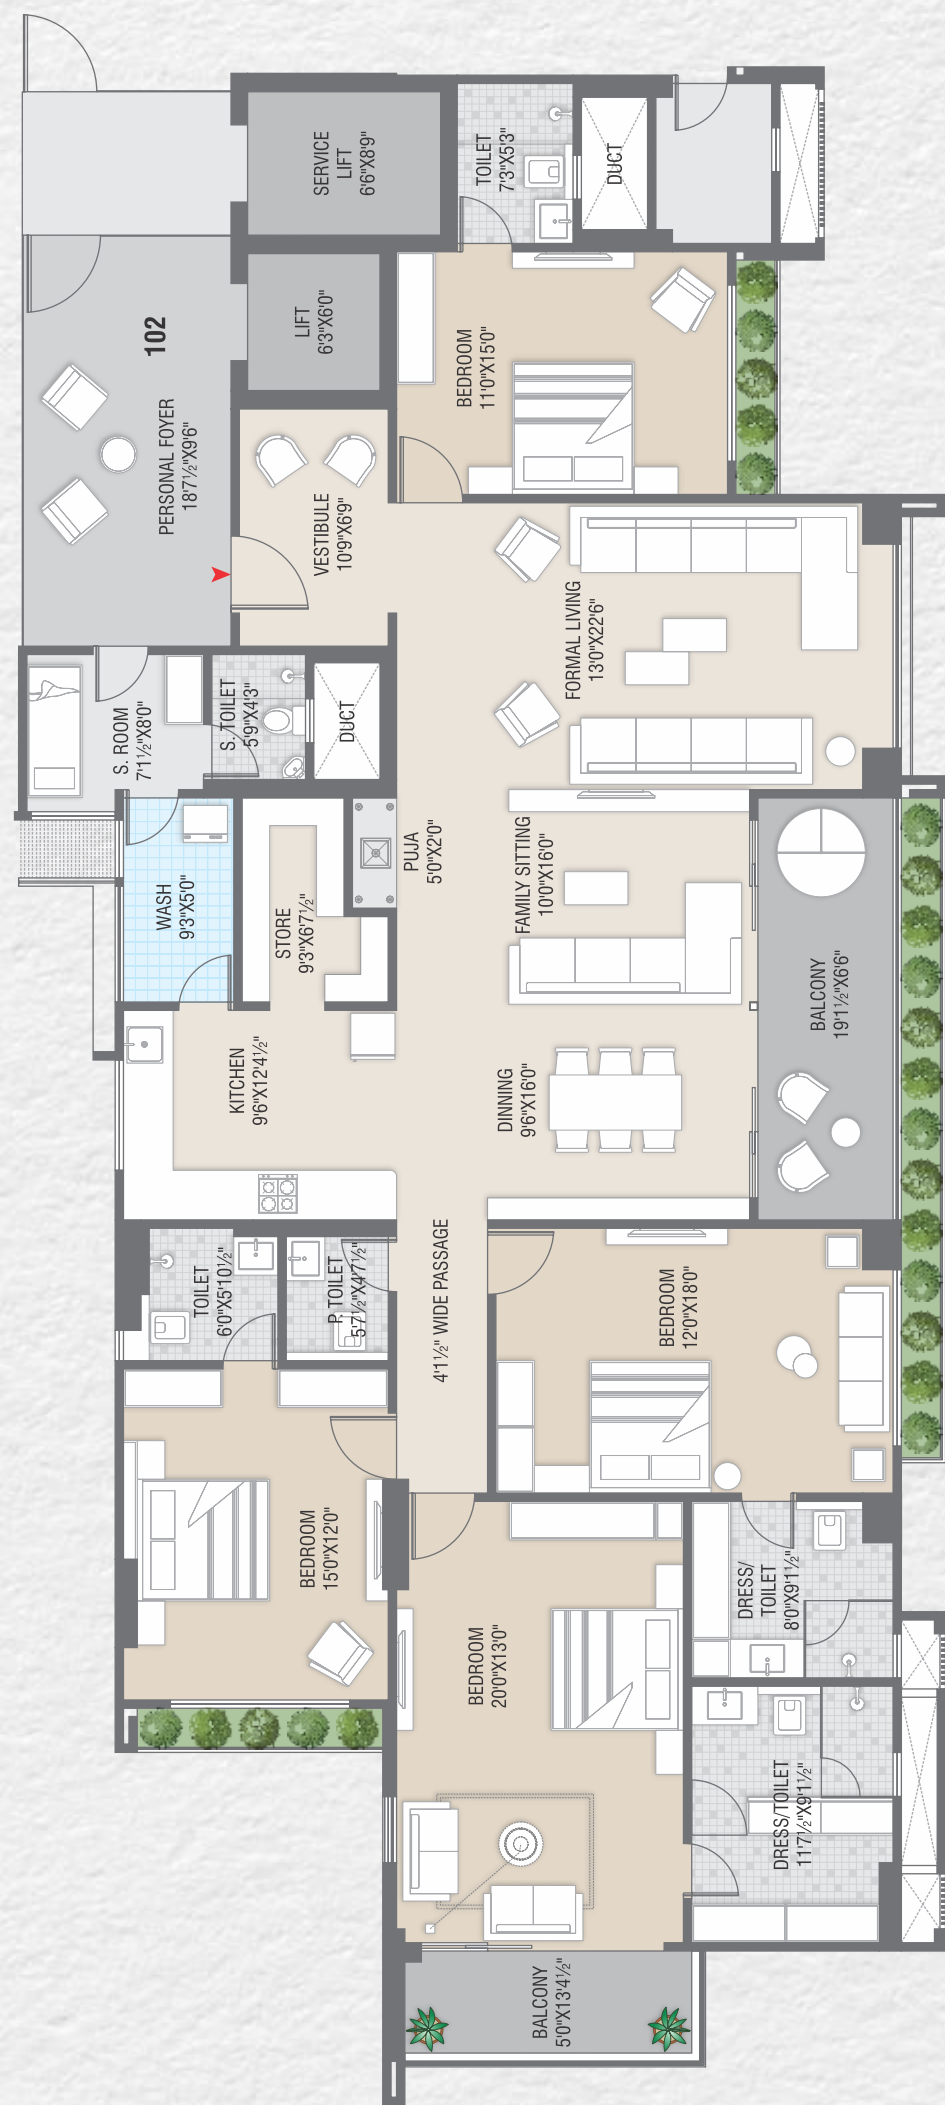 SERVICE
LIFT
6'6"X8'9"
TOILET
7'3"X5'3"
DUCT
LIFT
6'3"X6'0"
102
PERSONAL FOYER
18'7½"X9'6"
BEDROOM
11'0"X15'0"
VESTIBULE
10'9"X6'9"
FORMAL LIVING
13'0"X22'6"
S. ROOM
7'1½"X8'0"
S. TOILET
5'9"X4'3"
DUCT
PUJA
5'0"X2'0"
FAMILY SITTING
10'0"X16'0"
WASH
9'3"X5'0"
STORE
9'3"X6'7½"
BALCONY
19'1½"X6'6"
KITCHEN
9'6"X12'4½"
DINNING
9'6"X16'0"
TOILET
6'0"X5'10½"
P. TOILET
5'7½"X4'7½"
4'1½" WIDE PASSAGE
BEDROOM
12'0"X18'0"
BEDROOM
15'0"X12'0"
BEDROOM
20'0"X13'0"
DRESS/
TOILET
8'0"X9'1½"
DRESS/TOILET
11'7½"X9'1½"
BALCONY
5'0"X13'4½"